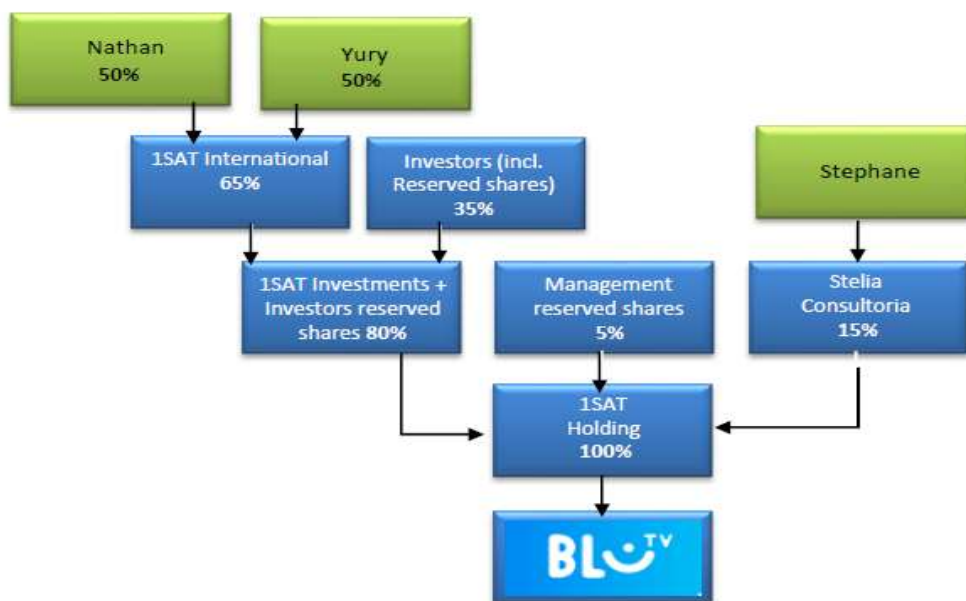 Nathan
50%
Yury
50%
1SAT International
65%
Investors (incl.
Reserved shares)
35%
Stephane
1SAT Investments +
Investors reserved
shares 80%
Management
reserved shares
5%
Stelia
Consultoria
15%
1SAT
Holding
100%
BLU TV